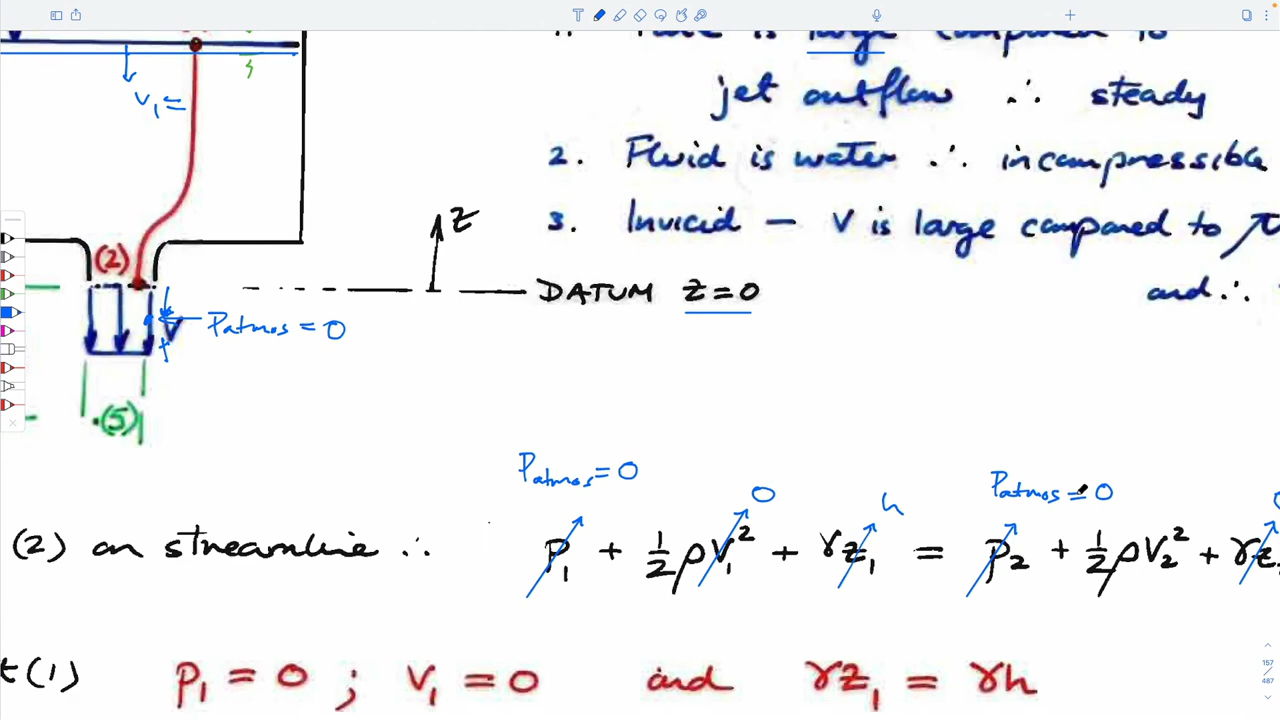 jet outflow ∴ steady
2. Fluid is water ∴ incompressible
3. Invicid — V is large compared to
and ∴
V₁ =
(2)
z
DATUM z=0
Patmos = 0
V
(5)
Patmos = 0
0
h
Patmos = 0
(2) on streamline ∴ P₁ + ½ρV₁² + γz₁ = P₂ + ½ρV₂² + γz
t(1) P₁ = 0 ; V₁ = 0 and γz₁ = γh
157
487